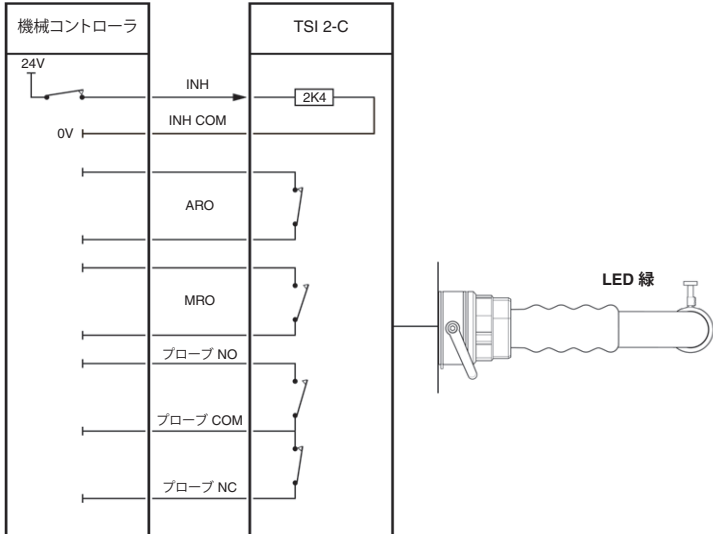 機械コントローラ
TSI 2-C
24V
INH
2K4
INH COM
0V
ARO
LED 緑
MRO
プローブ NO
プローブ COM
プローブ NC